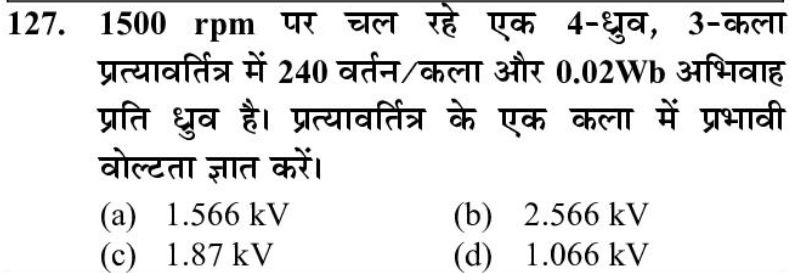 127. 1500 rpm पर चल रहे एक 4-ध्रुव, 3-कला
प्रत्यावर्तित्र में 240 वर्तन/कला और 0.02Wb अभिवाह
प्रति ध्रुव है। प्रत्यावर्तित्र के एक कला में प्रभावी
वोल्टता ज्ञात करें।
(a) 1.566 kV (b) 2.566 kV
(c) 1.87 kV (d) 1.066 kV